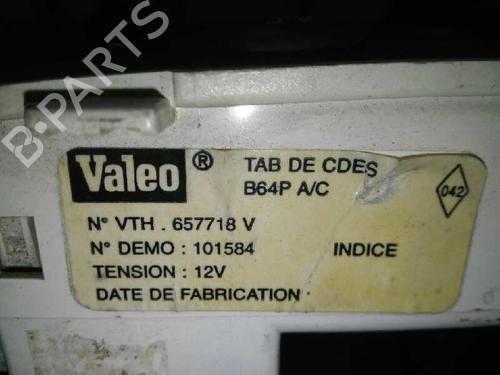 B-PARTS
Valeo ® TAB DE CDES
B64P A/C
042
N° VTH . 657718 V
N° DEMO : 101584 INDICE
TENSION : 12V
DATE DE FABRICATION